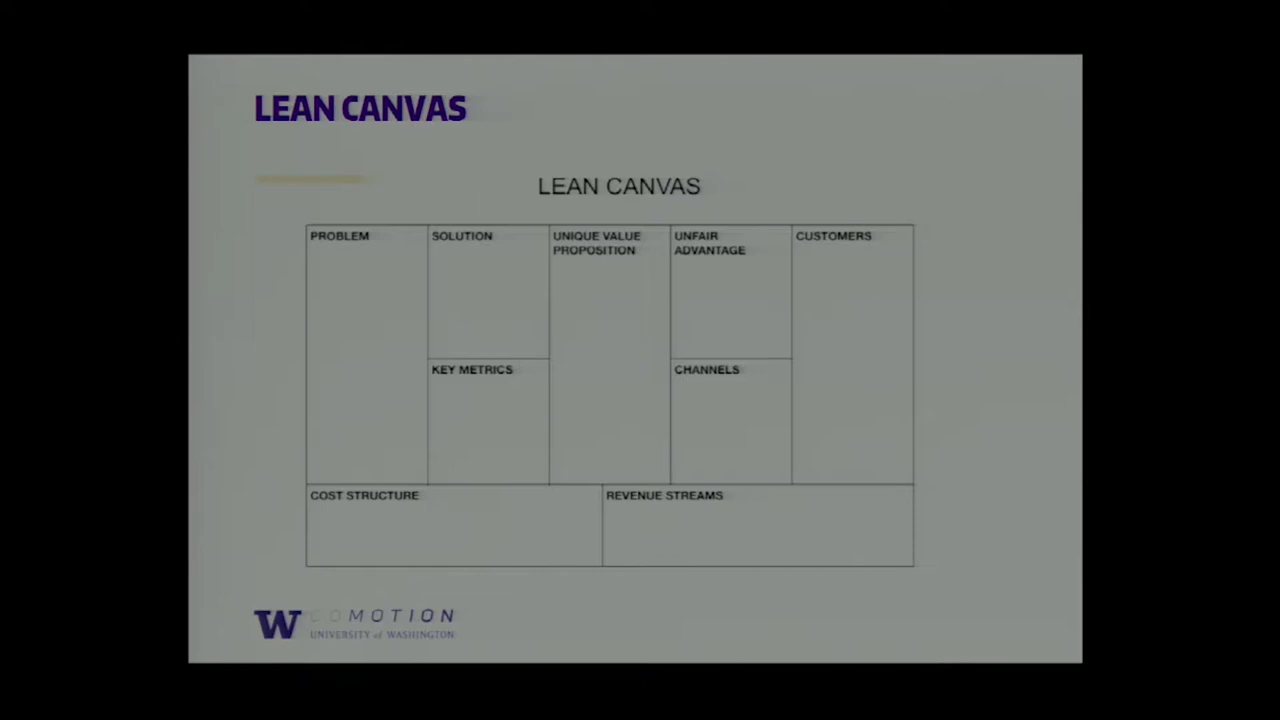 LEAN CANVAS
LEAN CANVAS
PROBLEM
SOLUTION
UNIQUE VALUE
PROPOSITION
UNFAIR
ADVANTAGE
CUSTOMERS
KEY METRICS
CHANNELS
COST STRUCTURE
REVENUE STREAMS
W COMOTION
UNIVERSITY of WASHINGTON